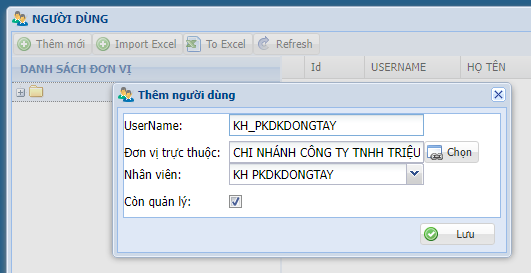 NGƯỜI DÙNG
Thêm mới Import Excel To Excel Refresh
DANH SÁCH ĐƠN VỊ Id USERNAME HỌ TÊN
Thêm người dùng
UserName: KH_PKDKDONGTAY
Đơn vị trực thuộc: CHI NHÁNH CÔNG TY TNHH TRIỆU Chọn
Nhân viên: KH PKDKDONGTAY
Còn quản lý:
Lưu